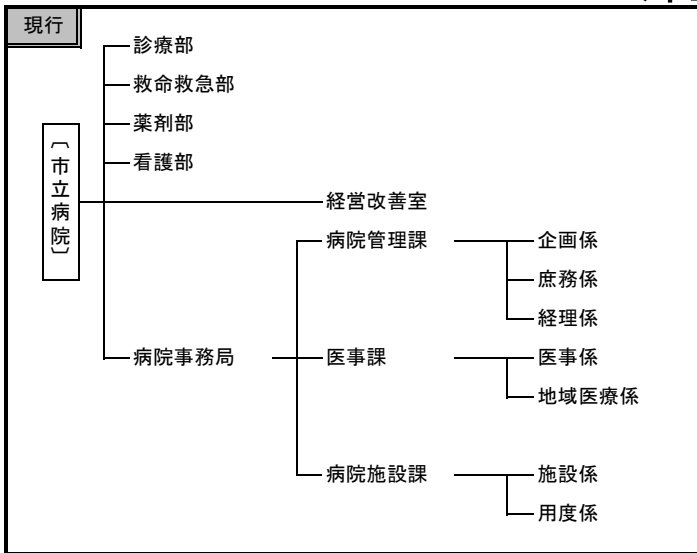 現行
診療部
救命救急部
薬剤部
〔市立病院〕
看護部
経営改善室
病院管理課 企画係
庶務係
経理係
病院事務局 医事課 医事係
地域医療係
病院施設課 施設係
用度係